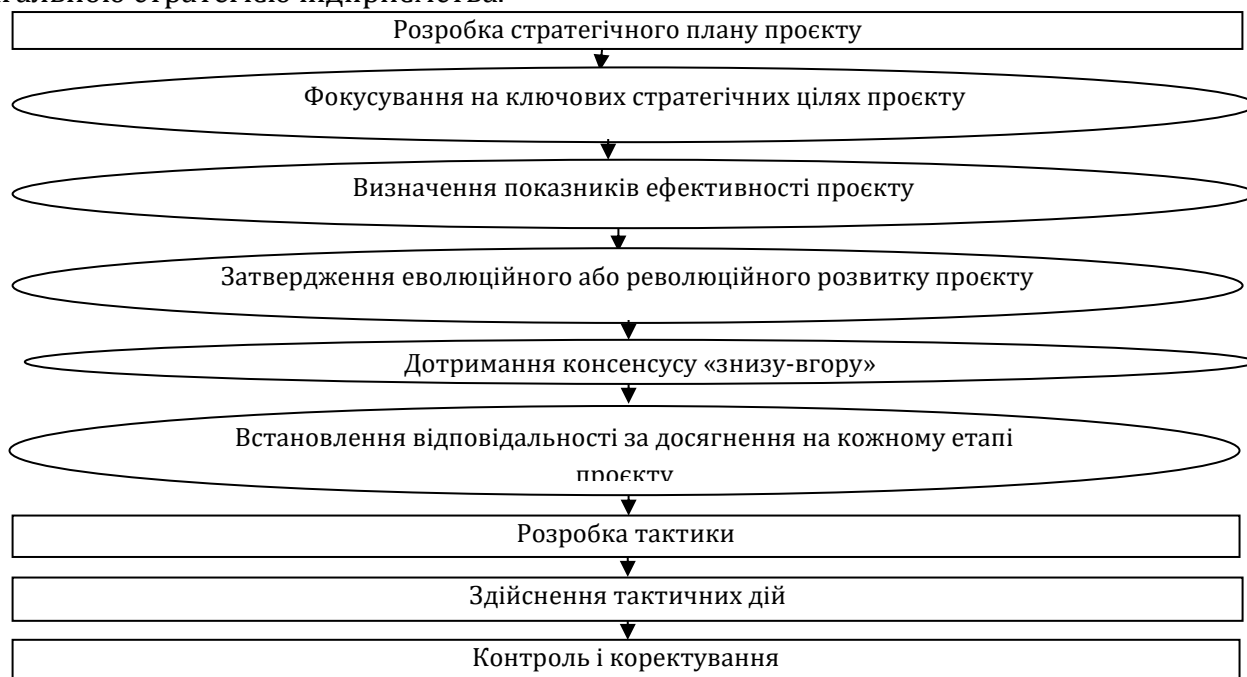 стратегією підприємства.
Розробка стратегічного плану проєкту
Фокусування на ключових стратегічних цілях проєкту
Визначення показників ефективності проєкту
Затвердження еволюційного або революційного розвитку проєкту
Дотримання консенсусу «знизу-вгору»
Встановлення відповідальності за досягнення на кожному етапі
проєкту
Розробка тактики
Здійснення тактичних дій
Контроль і коректування